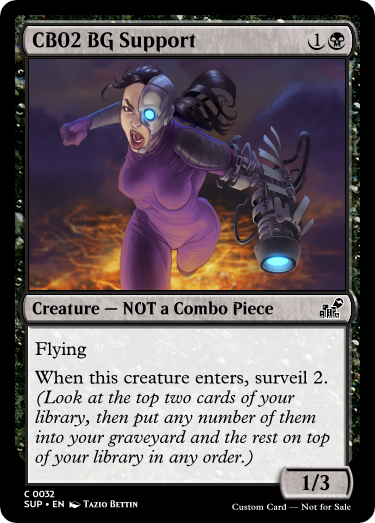 CB02 BG Support 1
Creature — NOT a Combo Piece
Flying
When this creature enters, surveil 2.
(Look at the top two cards of your
library, then put any number of them
into your graveyard and the rest on top
of your library in any order.)
1/3
C 0032
SUP • EN Tazio Bettin
Custom Card — Not for Sale